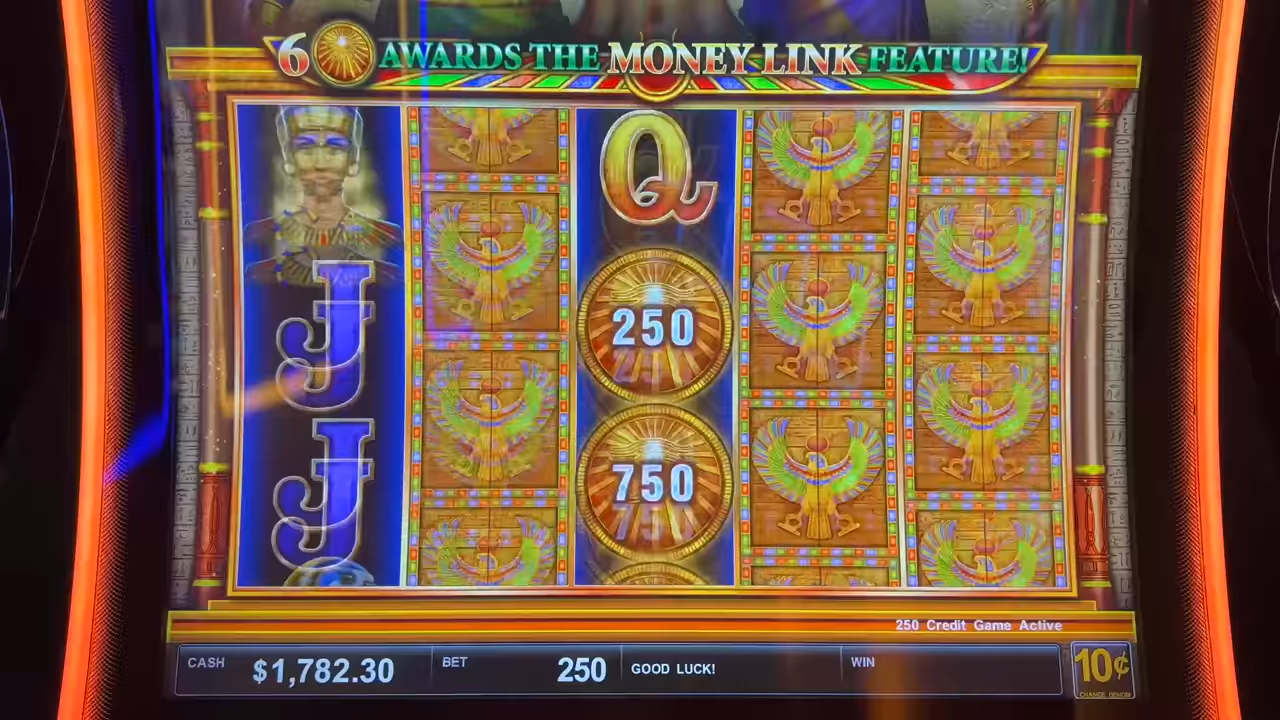 6 AWARDS THE MONEY LINK FEATURE!
Q
J
250
J
750
250 Credit Game Active
CASH $1,782.30 BET 250 GOOD LUCK! WIN
10¢
CHANGE DENOM